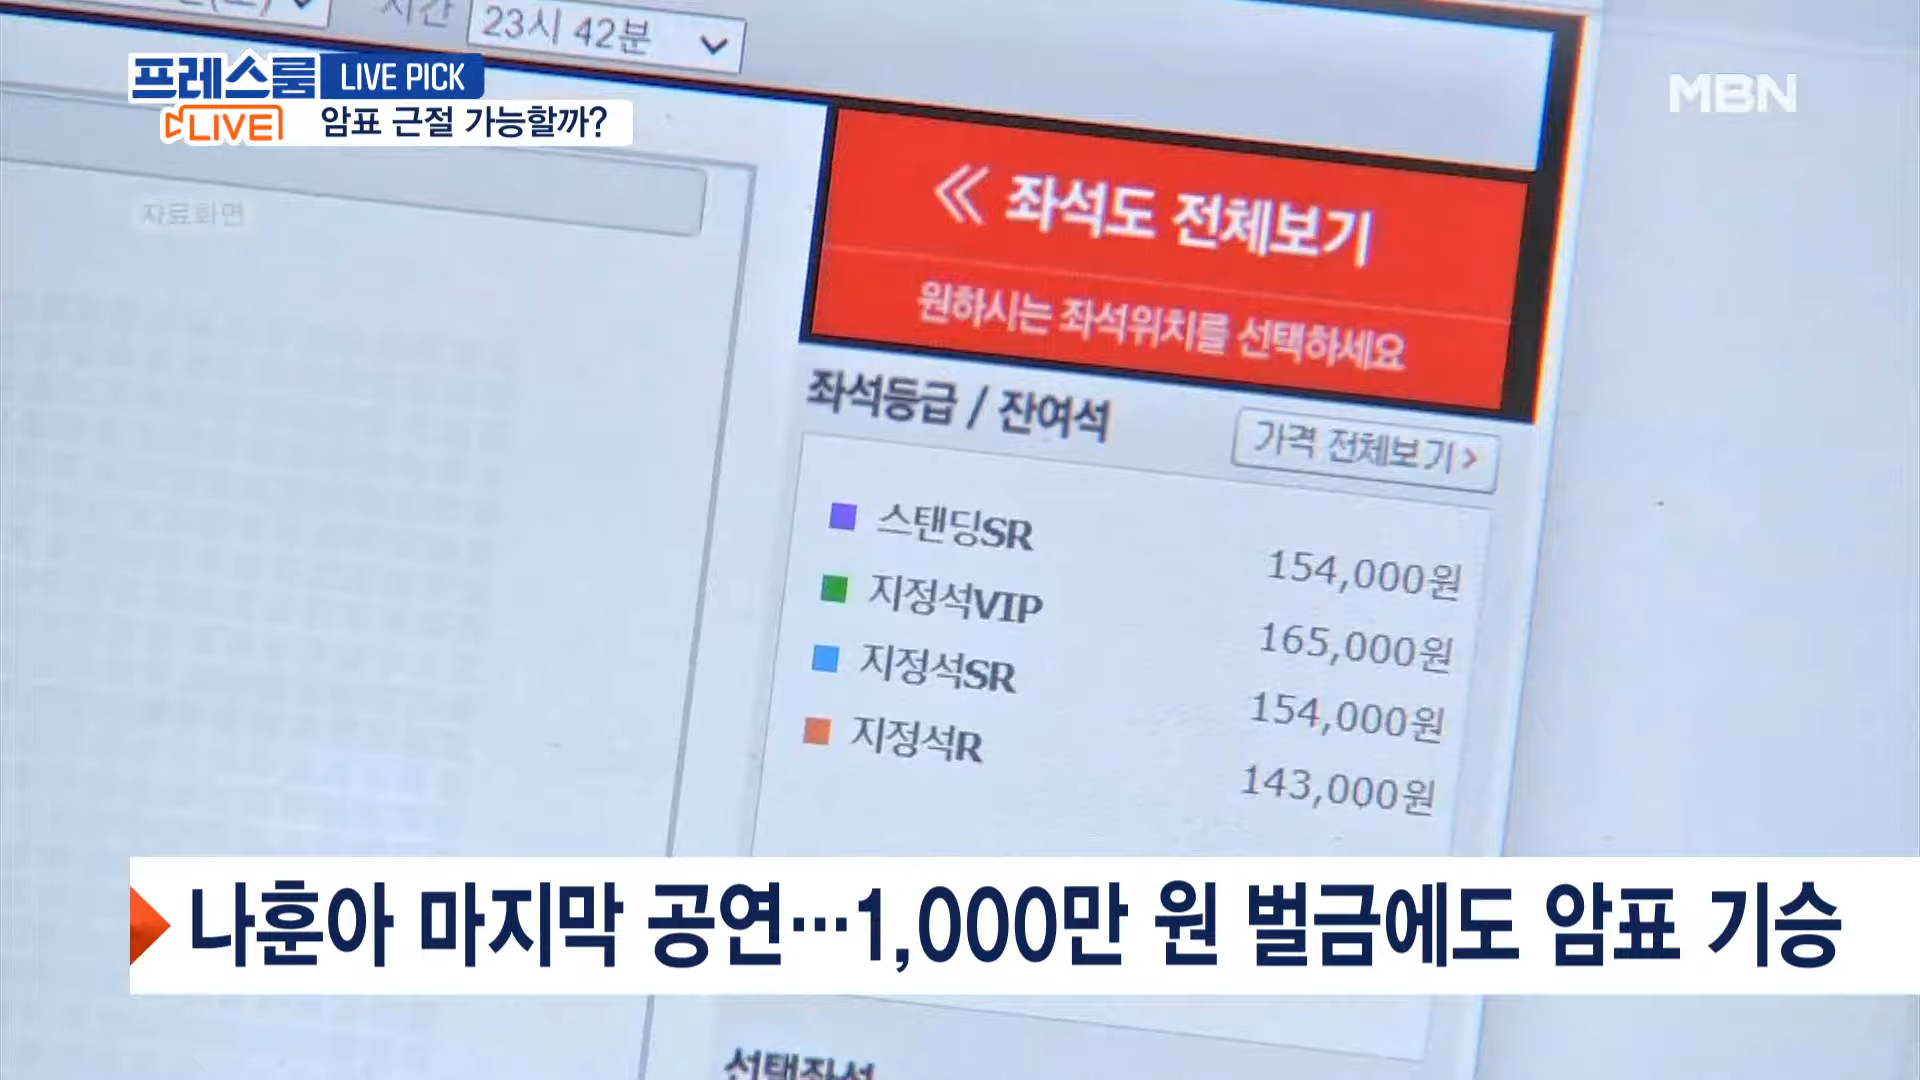 시간 23시 42분
프레스룸 LIVE PICK
LIVE 암표 근절 가능할까?
MBN
자료화면
좌석도 전체보기
원하시는 좌석위치를 선택하세요
좌석등급 / 잔여석
가격 전체보기 >
스탠딩SR 154,000원
지정석VIP 165,000원
지정석SR 154,000원
지정석R 143,000원
나훈아 마지막 공연…1,000만 원 벌금에도 암표 기승
선택좌석